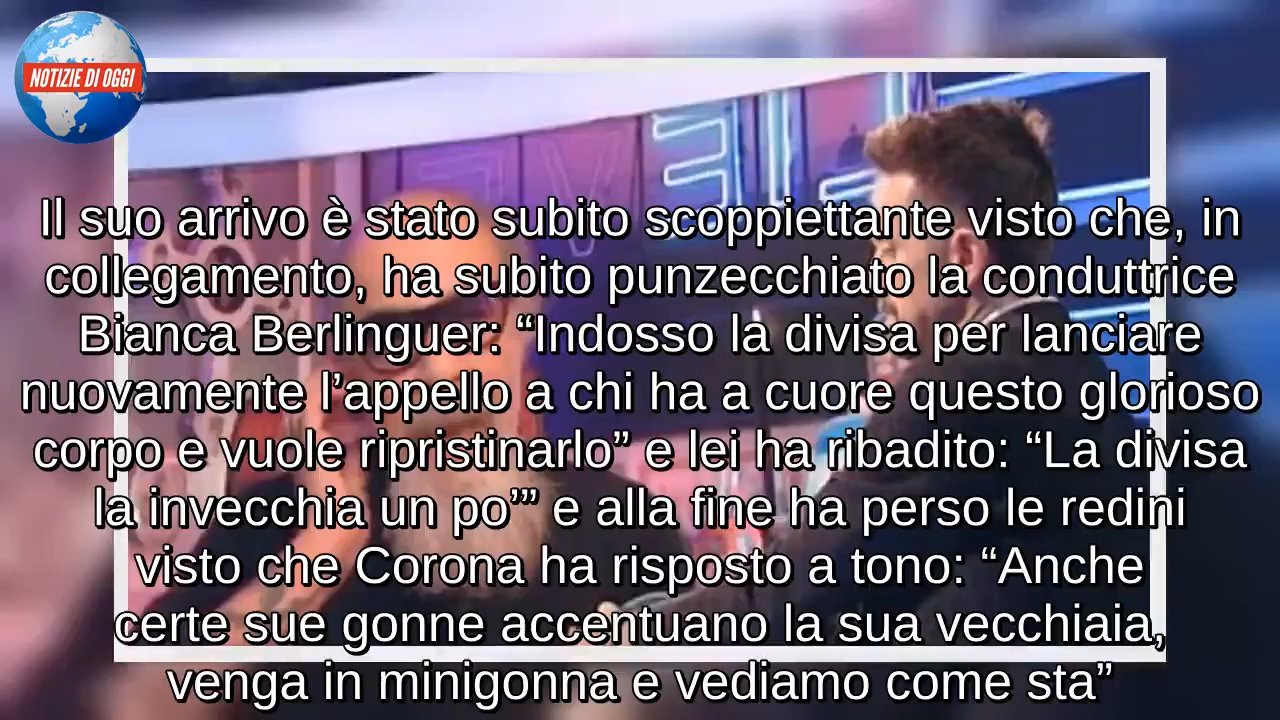 NOTIZIE DI OGGI
Il suo arrivo è stato subito scoppiettante visto che, in
collegamento, ha subito punzecchiato la conduttrice
Bianca Berlinguer: “Indosso la divisa per lanciare
nuovamente l’appello a chi ha a cuore questo glorioso
corpo e vuole ripristinarlo” e lei ha ribadito: “La divisa
la invecchia un po’” e alla fine ha perso le redini
visto che Corona ha risposto a tono: “Anche
certe sue gonne accentuano la sua vecchiaia,
venga in minigonna e vediamo come sta”